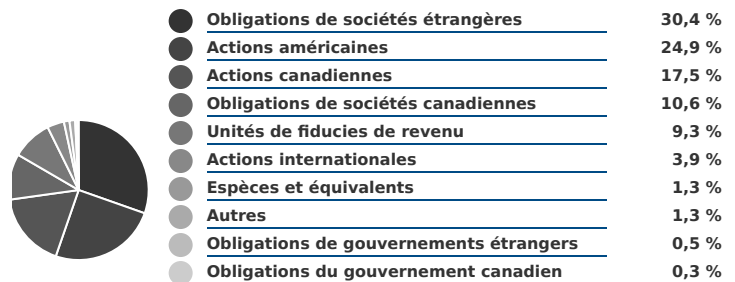 Obligations de sociétés étrangères 30,4 %
Actions américaines 24,9 %
Actions canadiennes 17,5 %
Obligations de sociétés canadiennes 10,6 %
Unités de fiducies de revenu 9,3 %
Actions internationales 3,9 %
Espèces et équivalents 1,3 %
Autres 1,3 %
Obligations de gouvernements étrangers 0,5 %
Obligations du gouvernement canadien 0,3 %